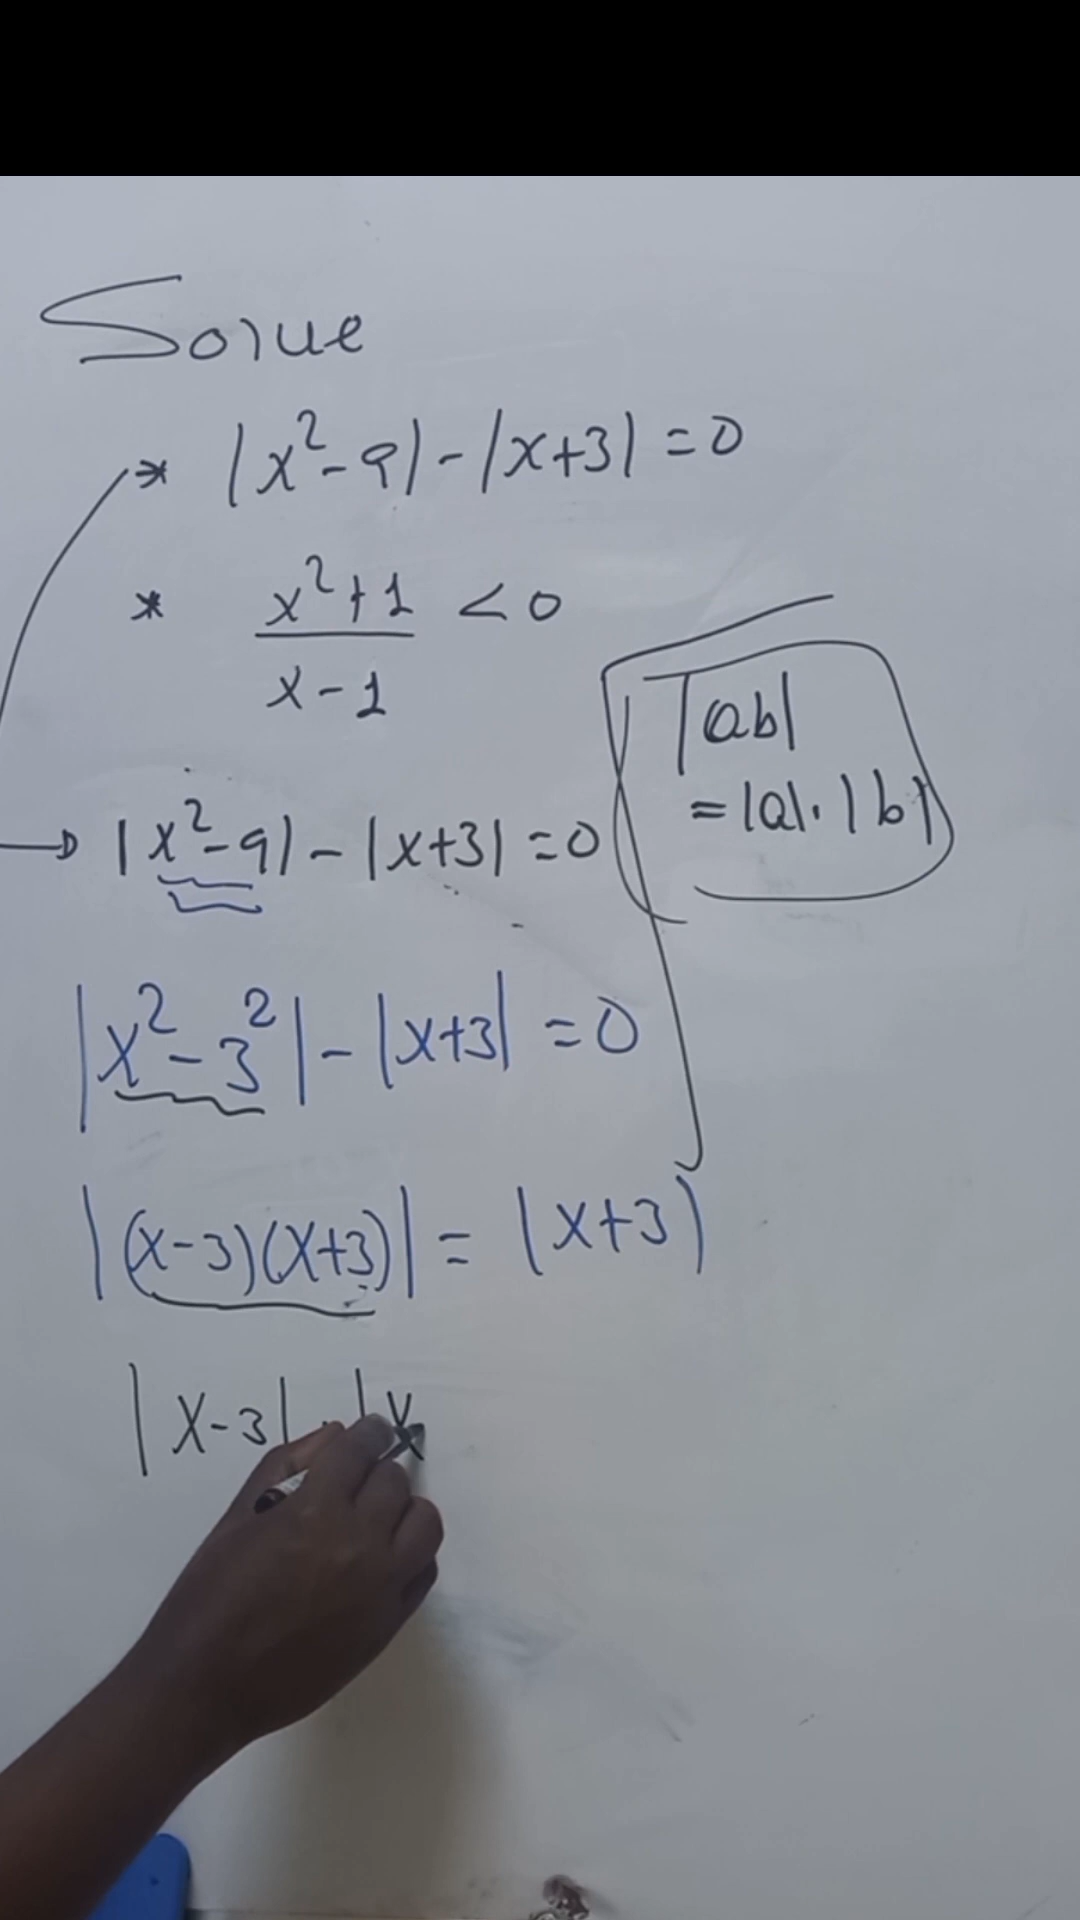 Solve
* |x²-9|-|x+3|=0
* x²+1 / x-1 <0
|ab|
=|a|.|b|
→ |x²-9|-|x+3|=0
|x²-3²|-|x+3|=0
|(x-3)(x+3)|=|x+3|
|x-3|.|x